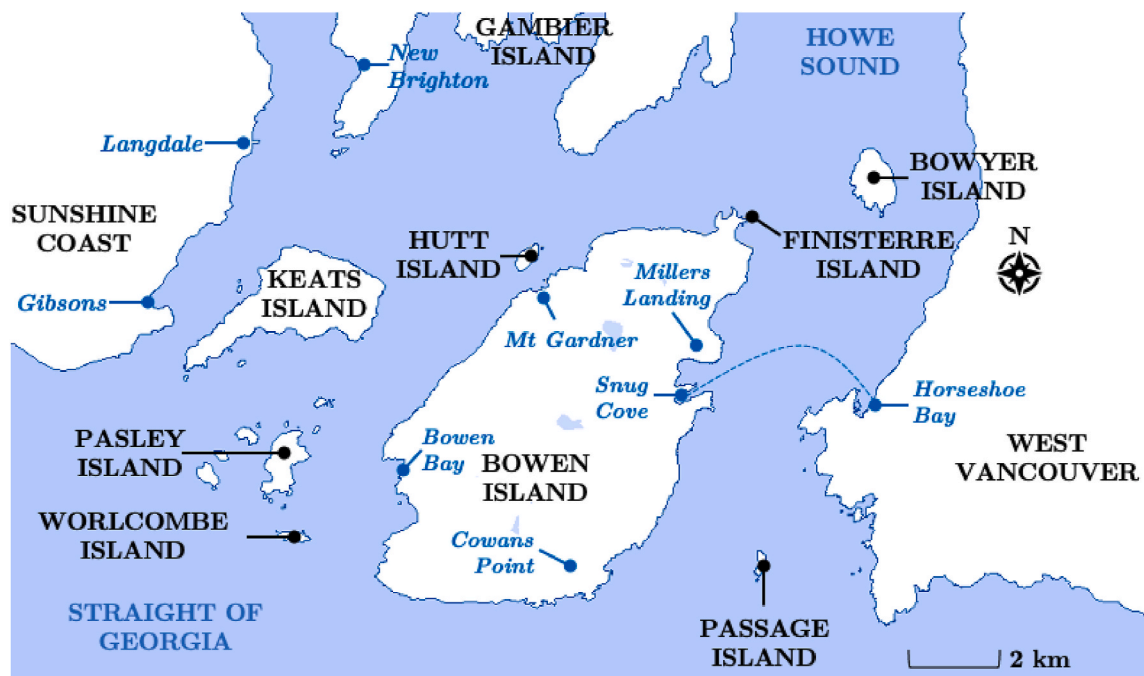 GAMBIER
ISLAND
HOWE
SOUND
New
Brighton
Langdale
BOWYER
ISLAND
SUNSHINE
COAST
HUTT
ISLAND
FINISTERRE
ISLAND
N
KEATS
ISLAND
Millers
Landing
Gibsons
Mt Gardner
Snug
Cove
Horseshoe
Bay
PASLEY
ISLAND
Bowen
Bay
BOWEN
ISLAND
WEST
VANCOUVER
WORLCOMBE
ISLAND
Cowans
Point
STRAIGHT OF
GEORGIA
PASSAGE
ISLAND
2 km